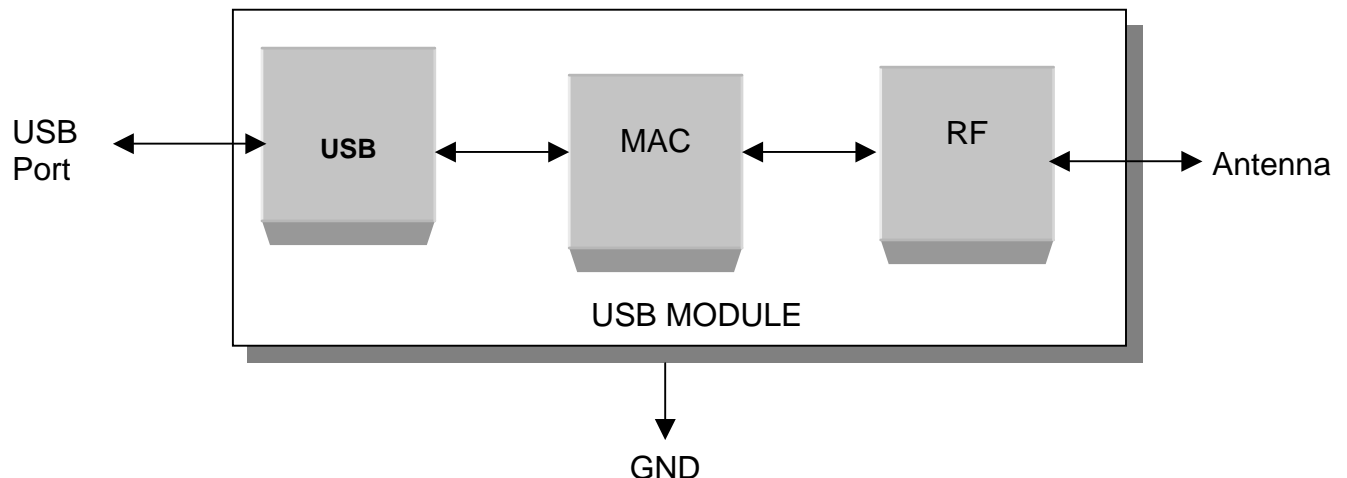 USB
Port
USB
MAC
RF
Antenna
USB MODULE
GND